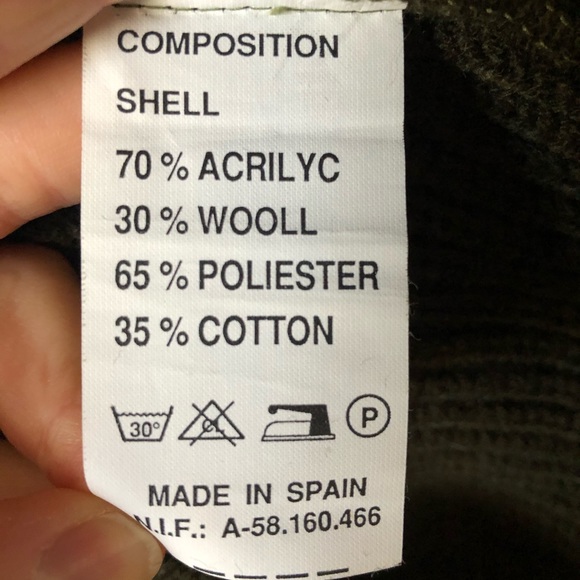 COMPOSITION
SHELL
70 % ACRILYC
30 % WOOLL
65 % POLIESTER
35 % COTTON
30° CL P
MADE IN SPAIN
N.I.F.: A-58.160.466